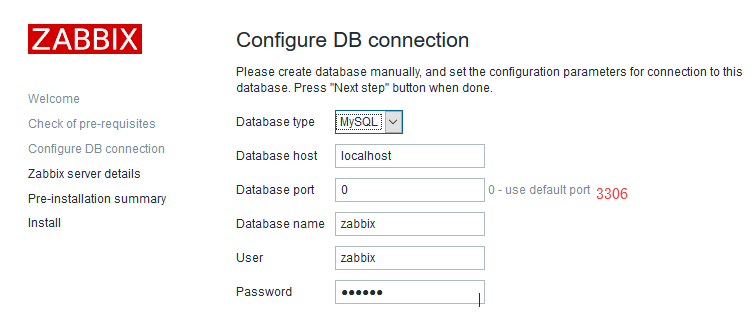 ZABBIX
Welcome
Check of pre-requisites
Configure DB connection
Zabbix server details
Pre-installation summary
Install
Configure DB connection
Please create database manually, and set the configuration parameters for connection to this
database. Press "Next step" button when done.
Database type MySQL
Database host localhost
Database port 0 0 - use default port 3306
Database name zabbix
User zabbix
Password ●●●●●●